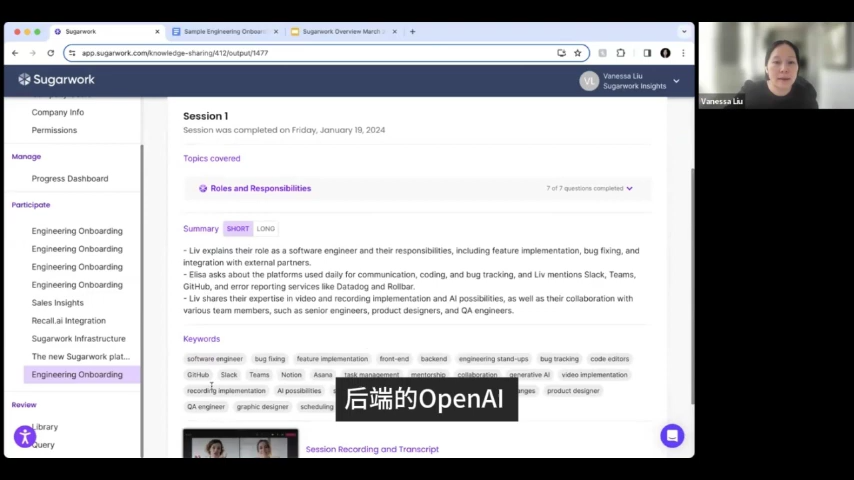 Sugarwork
Sample Engineering Onboardi
Sugarwork Overview March
app.sugarwork.com/knowledge-sharing/412/output/1477
Sugarwork
VL
Vanessa Liu
Sugarwork Insights
Vanessa Liu
Company Info
Permissions
Manage
Progress Dashboard
Participate
Engineering Onboarding
Engineering Onboarding
Engineering Onboarding
Engineering Onboarding
Sales Insights
Recall.ai Integration
Sugarwork Infrastructure
The new Sugarwork plat...
Engineering Onboarding
Review
Library
Query
Session 1
Session was completed on Friday, January 19, 2024
Topics covered
Roles and Responsibilities
7 of 7 questions completed
Summary SHORT LONG
- Liv explains their role as a software engineer and their responsibilities, including feature implementation, bug fixing, and
integration with external partners.
- Elisa asks about the platforms used daily for communication, coding, and bug tracking, and Liv mentions Slack, Teams,
GitHub, and error reporting services like Datadog and Rollbar.
- Liv shares their expertise in video and recording implementation and AI possibilities, as well as their collaboration with
various team members, such as senior engineers, product designers, and QA engineers.
Keywords
software engineer bug fixing feature implementation front-end backend engineering stand-ups bug tracking code editors
GitHub Slack Teams Notion Asana task management mentorship collaboration generative AI video implementation
recording implementation AI possibilities anges product designer
QA engineer graphic designer scheduling
后端的OpenAI
Session Recording and Transcript